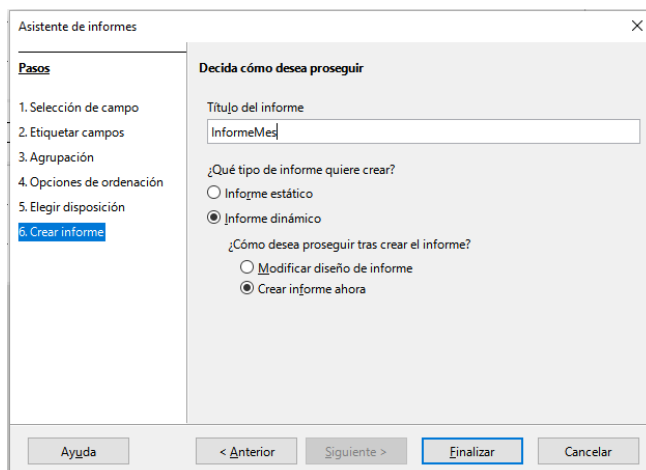 Asistente de informes
Pasos
1. Selección de campo
2. Etiquetar campos
3. Agrupación
4. Opciones de ordenación
5. Elegir disposición
6. Crear informe
Decida cómo desea proseguir
Título del informe
InformeMes
¿Qué tipo de informe quiere crear?
Informe estático
Informe dinámico
¿Cómo desea proseguir tras crear el informe?
Modificar diseño de informe
Crear informe ahora
Ayuda
< Anterior
Siguiente >
Finalizar
Cancelar